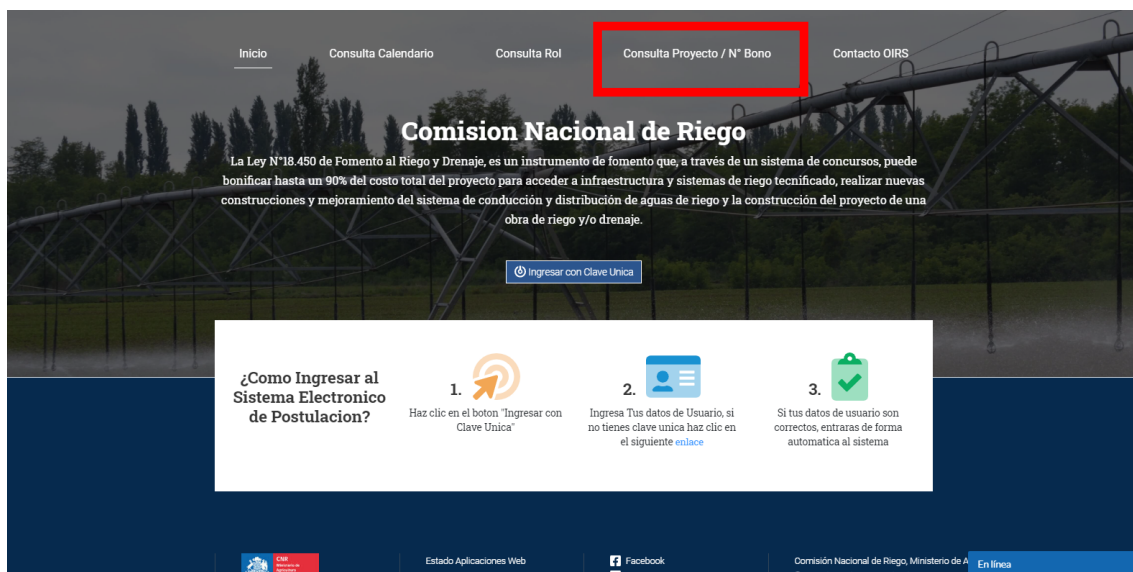 Inicio
Consulta Calendario
Consulta Rol
Consulta Proyecto / N° Bono
Contacto OIRS
Comision Nacional de Riego
La Ley N°18.450 de Fomento al Riego y Drenaje, es un instrumento de fomento que, a través de un sistema de concursos, puede
bonificar hasta un 90% del costo total del proyecto para acceder a infraestructura y sistemas de riego tecnificado, realizar nuevas
construcciones y mejoramiento del sistema de conducción y distribución de aguas de riego y la construcción del proyecto de una
obra de riego y/o drenaje.
Ingresar con Clave Unica
¿Como Ingresar al
Sistema Electronico
de Postulacion?
1.
Haz clic en el boton "Ingresar con
Clave Unica"
2.
Ingresa Tus datos de Usuario, si
no tienes clave unica haz clic en
el siguiente enlace
3.
Si tus datos de usuario son
correctos, entraras de forma
automatica al sistema
CNR
Estado Aplicaciones Web
Facebook
Comisión Nacional de Riego, Ministerio de A
En línea